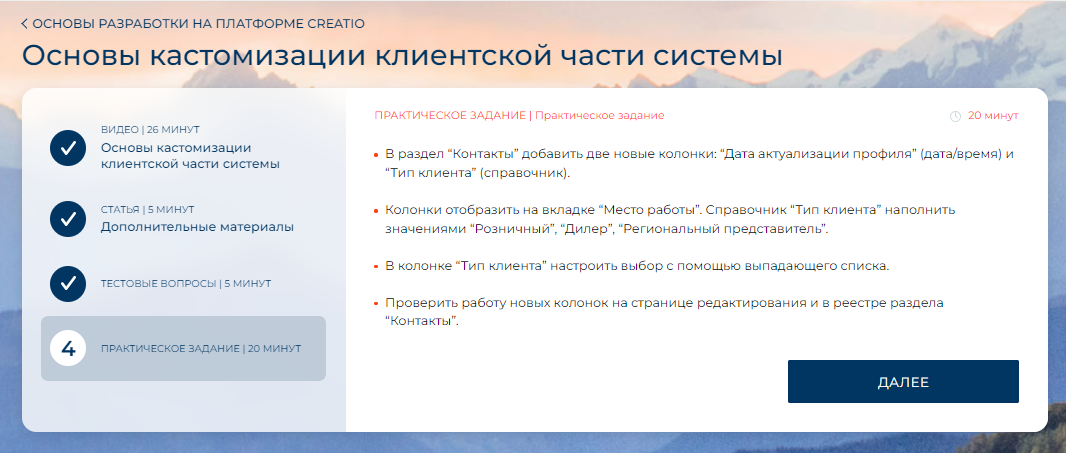 ОСНОВЫ РАЗРАБОТКИ НА ПЛАТФОРМЕ CREATIO
Основы кастомизации клиентской части системы
ВИДЕО | 26 МИНУТ
Основы кастомизации
клиентской части системы
СТАТЬЯ | 5 МИНУТ
Дополнительные материалы
ТЕСТОВЫЕ ВОПРОСЫ | 5 МИНУТ
4 ПРАКТИЧЕСКОЕ ЗАДАНИЕ | 20 МИНУТ
ПРАКТИЧЕСКОЕ ЗАДАНИЕ | Практическое задание 20 минут
В раздел “Контакты” добавить две новые колонки: “Дата актуализации профиля” (дата/время) и
“Тип клиента” (справочник).
Колонки отобразить на вкладке “Место работы”. Справочник “Тип клиента” наполнить
значениями “Розничный”, “Дилер”, “Региональный представитель”.
В колонке “Тип клиента” настроить выбор с помощью выпадающего списка.
Проверить работу новых колонок на странице редактирования и в реестре раздела
“Контакты”.
ДАЛЕЕ